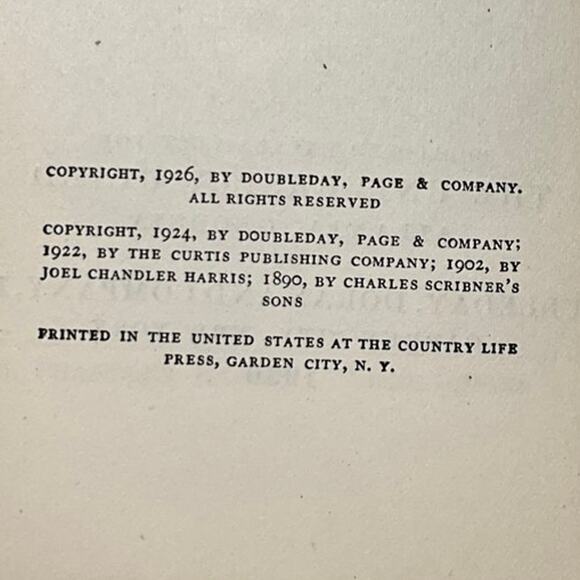 COPYRIGHT, 1926, BY DOUBLEDAY, PAGE & COMPANY.
ALL RIGHTS RESERVED
COPYRIGHT, 1924, BY DOUBLEDAY, PAGE & COMPANY;
1922, BY THE CURTIS PUBLISHING COMPANY; 1902, BY
JOEL CHANDLER HARRIS; 1890, BY CHARLES SCRIBNER'S
SONS
PRINTED IN THE UNITED STATES AT THE COUNTRY LIFE
PRESS, GARDEN CITY, N. Y.